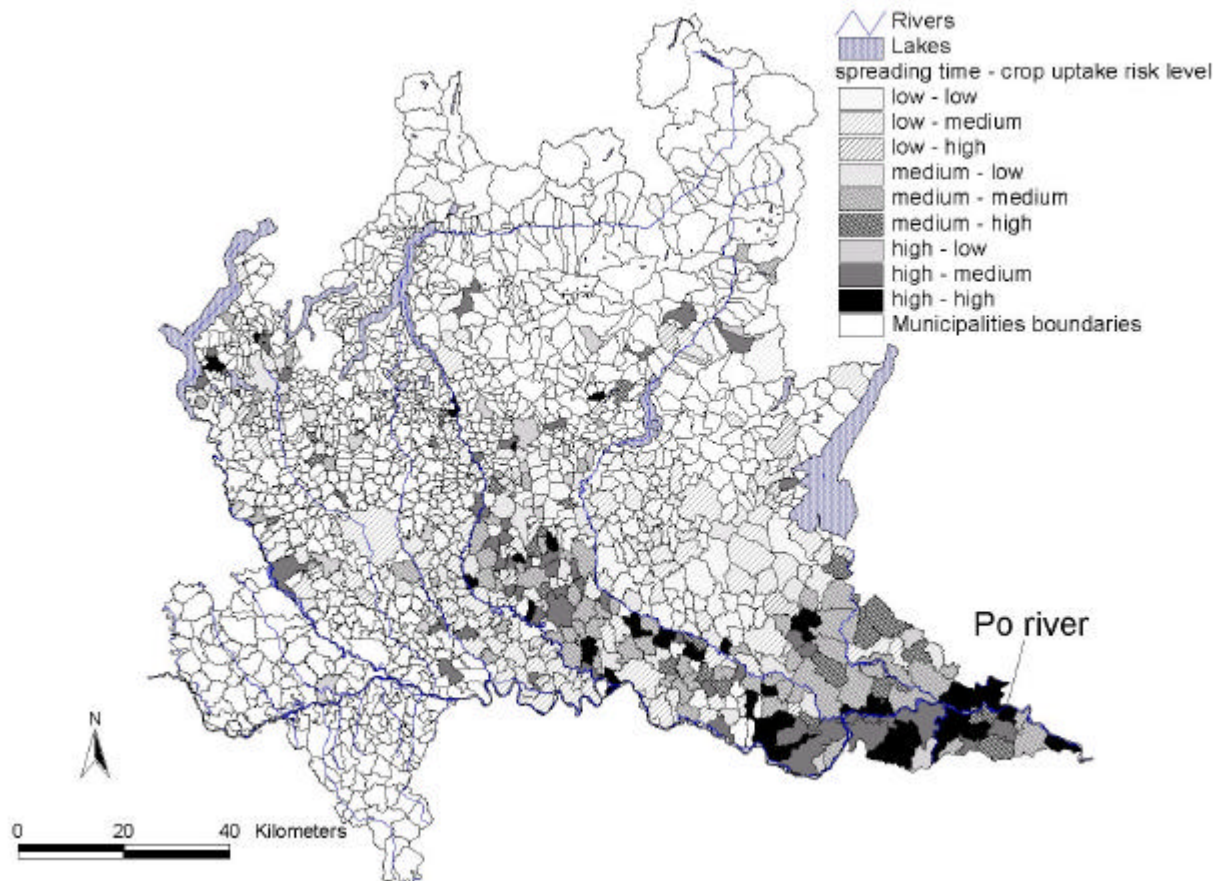 Rivers
Lakes
spreading time - crop uptake risk level
low - low
low - medium
low - high
medium - low
medium - medium
medium - high
high - low
high - medium
high - high
Municipalities boundaries
Po river
N
0 20 40 Kilometers